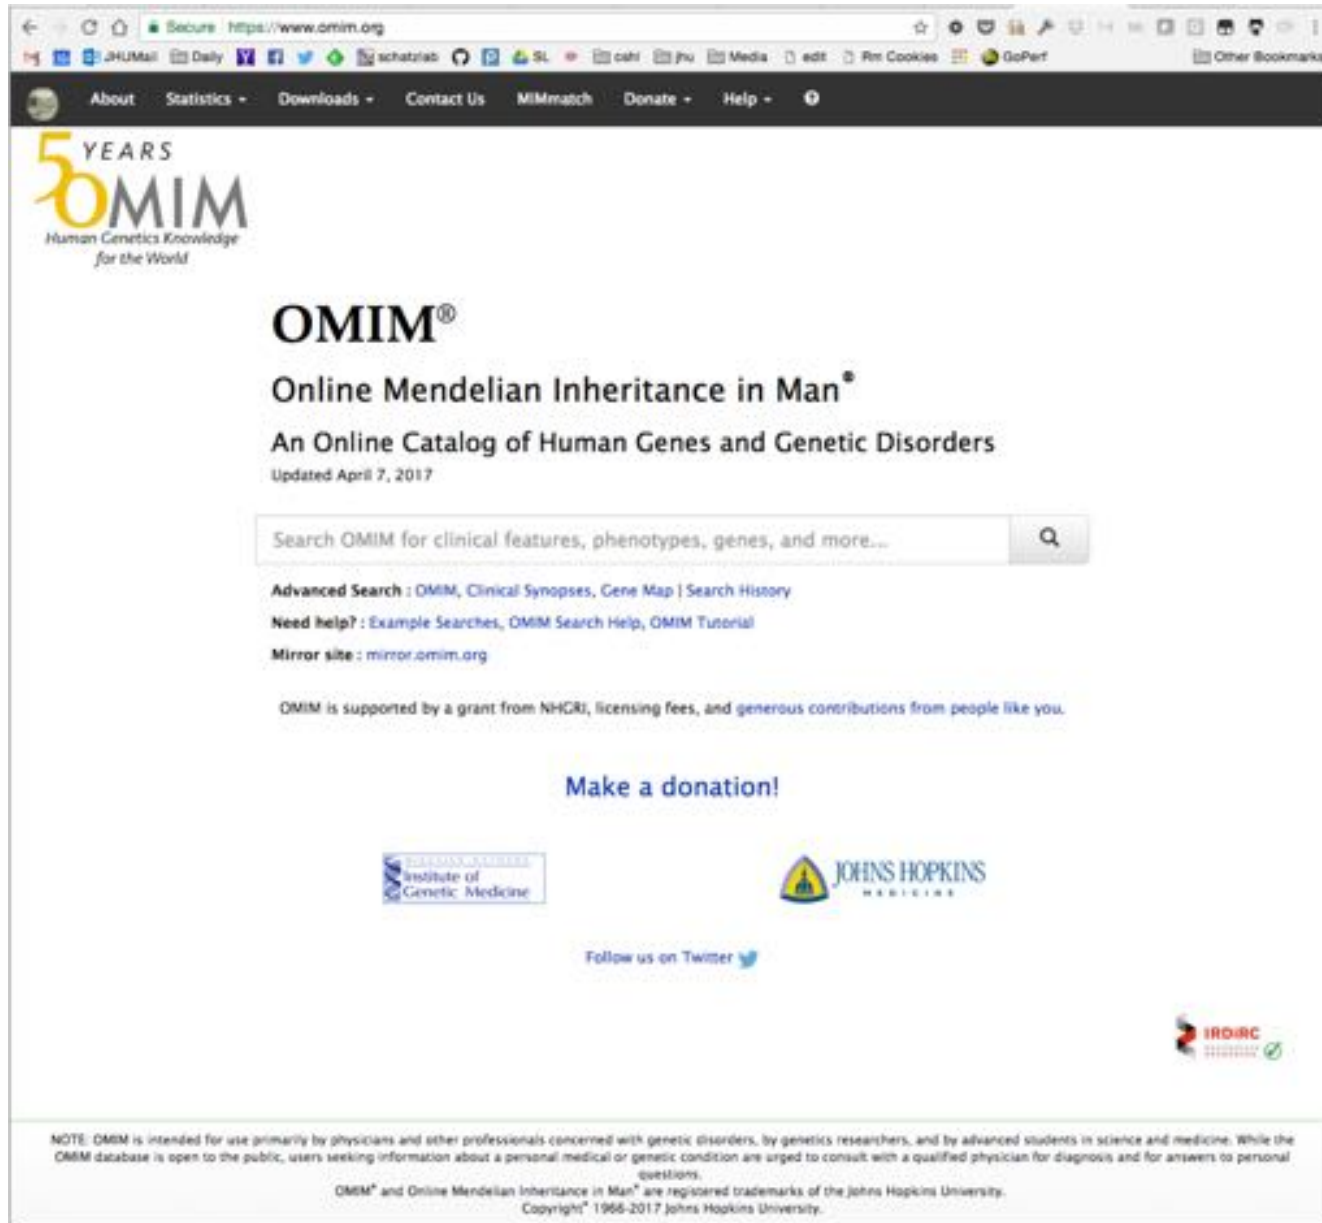 Secure https://www.omim.org
JHUMail Daily schatzlab SL cshl jhu Media edit Rm Cookies GoPerf Other Bookmarks
About Statistics Downloads Contact Us MIMmatch Donate Help
50 YEARS
OMIM
Human Genetics Knowledge
for the World
OMIM®
Online Mendelian Inheritance in Man®
An Online Catalog of Human Genes and Genetic Disorders
Updated April 7, 2017
Search OMIM for clinical features, phenotypes, genes, and more...
Advanced Search : OMIM, Clinical Synopses, Gene Map | Search History
Need help? : Example Searches, OMIM Search Help, OMIM Tutorial
Mirror site : mirror.omim.org
OMIM is supported by a grant from NHGRI, licensing fees, and generous contributions from people like you.
Make a donation!
Institute of
Genetic Medicine
JOHNS HOPKINS
MEDICINE
Follow us on Twitter
IRDiRC
NOTE: OMIM is intended for use primarily by physicians and other professionals concerned with genetic disorders, by genetics researchers, and by advanced students in science and medicine. While the
OMIM database is open to the public, users seeking information about a personal medical or genetic condition are urged to consult with a qualified physician for diagnosis and for answers to personal
questions.
OMIM® and Online Mendelian Inheritance in Man® are registered trademarks of the Johns Hopkins University.
Copyright® 1966-2017 Johns Hopkins University.